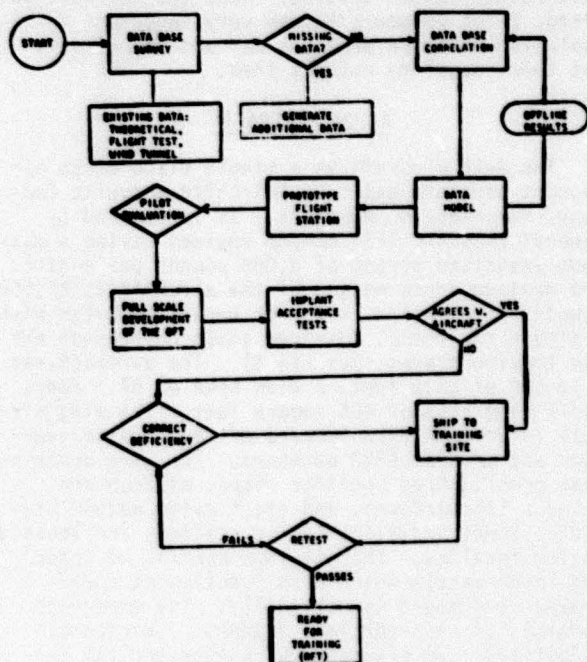 START
DATA BASE
SURVEY
MISSING
DATA?
NO
DATA BASE
CORRELATION
YES
EXISTING DATA:
THEORETICAL,
FLIGHT TEST,
WIND TUNNEL
GENERATE
ADDITIONAL DATA
OFFLINE
RESULTS
PILOT
EVALUATION
PROTOTYPE
FLIGHT
STATION
DATA
MODEL
FULL SCALE
DEVELOPMENT
OF THE OFT
INPLANT
ACCEPTANCE
TESTS
AGREES W.
AIRCRAFT
YES
NO
CORRECT
DEFICIENCY
SHIP TO
TRAINING
SITE
FAILS
RETEST
PASSES
READY
FOR
TRAINING
(RFT)